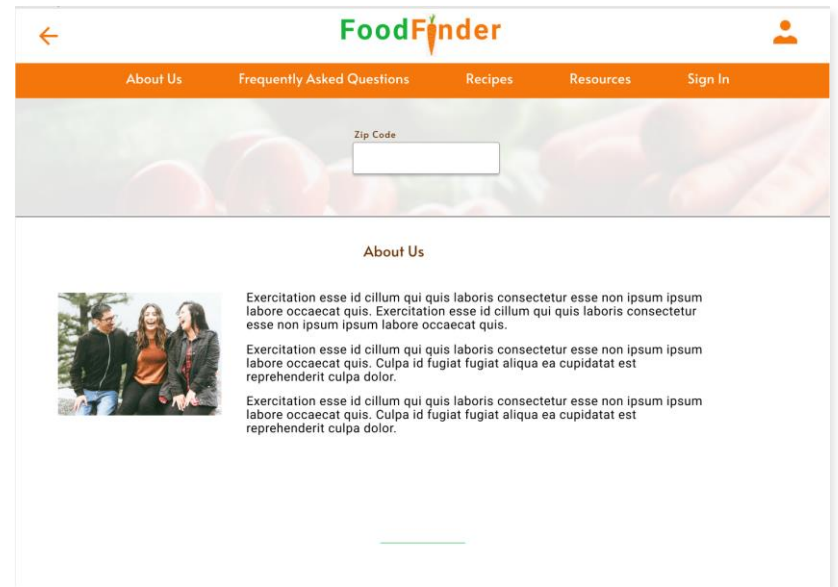 FoodFinder
About Us Frequently Asked Questions Recipes Resources Sign In
Zip Code
About Us
Exercitation esse id cillum qui quis laboris consectetur esse non ipsum ipsum
labore occaecat quis. Exercitation esse id cillum qui quis laboris consectetur
esse non ipsum ipsum labore occaecat quis.
Exercitation esse id cillum qui quis laboris consectetur esse non ipsum ipsum
labore occaecat quis. Culpa id fugiat fugiat aliqua ea cupidatat est
reprehenderit culpa dolor.
Exercitation esse id cillum qui quis laboris consectetur esse non ipsum ipsum
labore occaecat quis. Culpa id fugiat fugiat aliqua ea cupidatat est
reprehenderit culpa dolor.